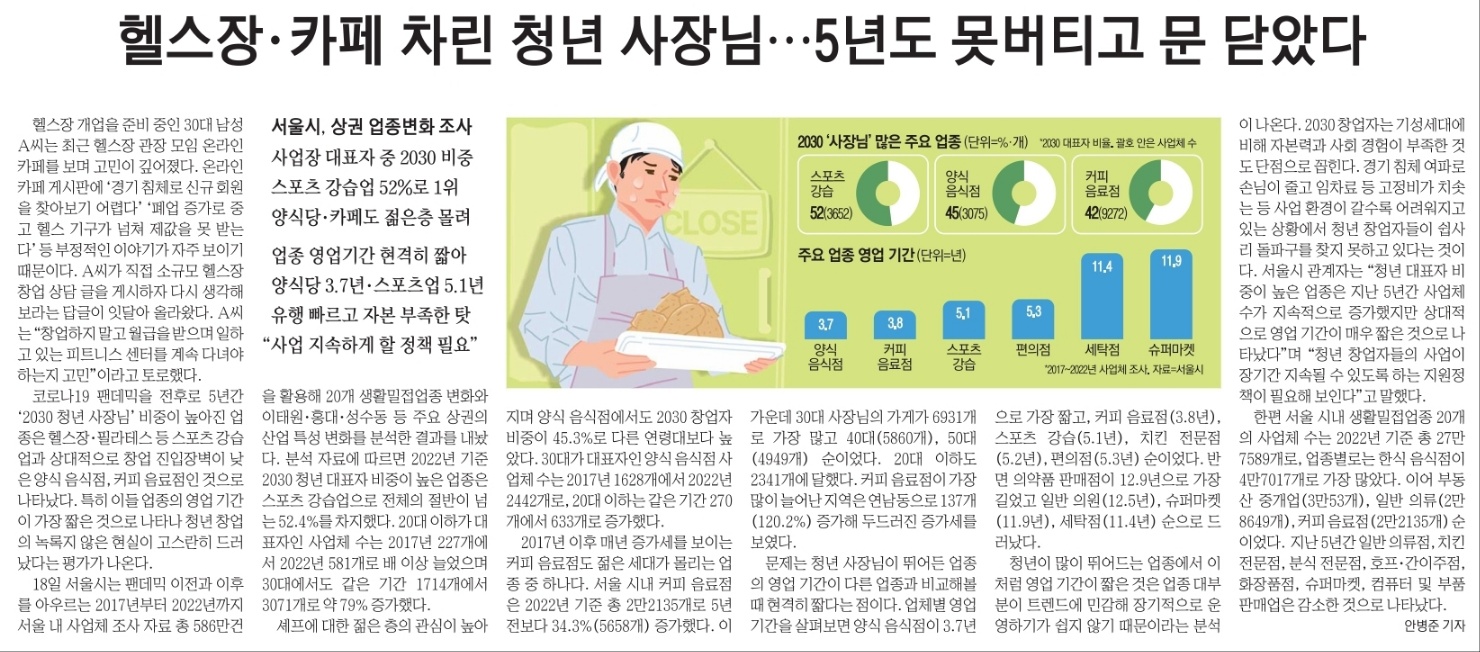 헬스장·카페 차린 청년 사장님…5년도 못버티고 문 닫았다
헬스장 개업을 준비 중인 30대 남성
A씨는 최근 헬스장 관장 모임 온라인
카페를 보며 고민이 깊어졌다. 온라인
카페 게시판에 ‘경기 침체로 신규 회원
을 찾아보기 어렵다’ ‘폐업 증가로 중
고 헬스 기구가 넘쳐 제값을 못 받는
다’ 등 부정적인 이야기가 자주 보이기
때문이다. A씨가 직접 소규모 헬스장
창업 상담 글을 게시하자 다시 생각해
보라는 답글이 잇달아 올라왔다. A씨
는 “창업하지 말고 월급을 받으며 일하
고 있는 피트니스 센터를 계속 다녀야
하는지 고민”이라고 토로했다.
코로나19 팬데믹을 전후로 5년간
‘2030 청년 사장님’ 비중이 높아진 업
종은 헬스장·필라테스 등 스포츠 강습
업과 상대적으로 창업 진입장벽이 낮
은 양식 음식점, 커피 음료점인 것으로
나타났다. 특히 이들 업종의 영업 기간
이 가장 짧은 것으로 나타나 청년 창업
의 녹록지 않은 현실이 고스란히 드러
났다는 평가가 나온다.
18일 서울시는 팬데믹 이전과 이후
를 아우르는 2017년부터 2022년까지
서울 내 사업체 조사 자료 총 586만건
서울시, 상권 업종변화 조사
사업장 대표자 중 2030 비중
스포츠 강습업 52%로 1위
양식당·카페도 젊은층 몰려
업종 영업기간 현격히 짧아
양식당 3.7년·스포츠업 5.1년
유행 빠르고 자본 부족한 탓
“사업 지속하게 할 정책 필요”
을 활용해 20개 생활밀접업종 변화와
이태원·홍대·성수동 등 주요 상권의
산업 특성 변화를 분석한 결과를 내놨
다. 분석 자료에 따르면 2022년 기준
2030 청년 대표자 비중이 높은 업종은
스포츠 강습업으로 전체의 절반이 넘
는 52.4%를 차지했다. 20대 이하가 대
표자인 사업체 수는 2017년 227개에
서 2022년 581개로 배 이상 늘었으며
30대에서도 같은 기간 1714개에서
3071개로 약 79% 증가했다.
셰프에 대한 젊은 층의 관심이 높아
CLOSE
2030 ‘사장님’ 많은 주요 업종 (단위=%·개) *2030 대표자 비율. 괄호 안은 사업체 수
스포츠
강습
52(3652)
양식
음식점
45(3075)
커피
음료점
42(9272)
주요 업종 영업 기간 (단위=년)
3.7
3.8
5.1
5.3
11.4
11.9
양식
음식점
커피
음료점
스포츠
강습
편의점
세탁점
슈퍼마켓
*2017~2022년 사업체 조사. 자료=서울시
지며 양식 음식점에서도 2030 창업자
비중이 45.3%로 다른 연령대보다 높
았다. 30대가 대표자인 양식 음식점 사
업체 수는 2017년 1628개에서 2022년
2442개로, 20대 이하는 같은 기간 270
개에서 633개로 증가했다.
2017년 이후 매년 증가세를 보이는
커피 음료점도 젊은 세대가 몰리는 업
종 중 하나다. 서울 시내 커피 음료점
은 2022년 기준 총 2만2135개로 5년
전보다 34.3%(5658개) 증가했다. 이
가운데 30대 사장님의 가게가 6931개
로 가장 많고 40대(5860개), 50대
(4949개) 순이었다. 20대 이하도
2341개에 달했다. 커피 음료점이 가장
많이 늘어난 지역은 연남동으로 137개
(120.2%) 증가해 두드러진 증가세를
보였다.
문제는 청년 사장님이 뛰어든 업종
의 영업 기간이 다른 업종과 비교해볼
때 현격히 짧다는 점이다. 업체별 영업
기간을 살펴보면 양식 음식점이 3.7년
으로 가장 짧고, 커피 음료점(3.8년),
스포츠 강습(5.1년), 치킨 전문점
(5.2년), 편의점(5.3년) 순이었다. 반
면 의약품 판매점이 12.9년으로 가장
길었고 일반 의원(12.5년), 슈퍼마켓
(11.9년), 세탁점(11.4년) 순으로 드
러났다.
청년이 많이 뛰어드는 업종에서 이
처럼 영업 기간이 짧은 것은 업종 대부
분이 트렌드에 민감해 장기적으로 운
영하기가 쉽지 않기 때문이라는 분석
이 나온다. 2030 창업자는 기성세대에
비해 자본력과 사회 경험이 부족한 것
도 단점으로 꼽힌다. 경기 침체 여파로
손님이 줄고 임차료 등 고정비가 치솟
는 등 사업 환경이 갈수록 어려워지고
있는 상황에서 청년 창업자들이 쉽사
리 돌파구를 찾지 못하고 있다는 것이
다. 서울시 관계자는 “청년 대표자 비
중이 높은 업종은 지난 5년간 사업체
수가 지속적으로 증가했지만 상대적
으로 영업 기간이 매우 짧은 것으로 나
타났다”며 “청년 창업자들의 사업이
장기간 지속될 수 있도록 하는 지원정
책이 필요해 보인다”고 말했다.
한편 서울 시내 생활밀접업종 20개
의 사업체 수는 2022년 기준 총 27만
7589개로, 업종별로는 한식 음식점이
4만7017개로 가장 많았다. 이어 부동
산 중개업(3만53개), 일반 의류(2만
8649개), 커피 음료점(2만2135개) 순
이었다. 지난 5년간 일반 의류점, 치킨
전문점, 분식 전문점, 호프·간이주점,
화장품점, 슈퍼마켓, 컴퓨터 및 부품
판매업은 감소한 것으로 나타났다.
안병준 기자